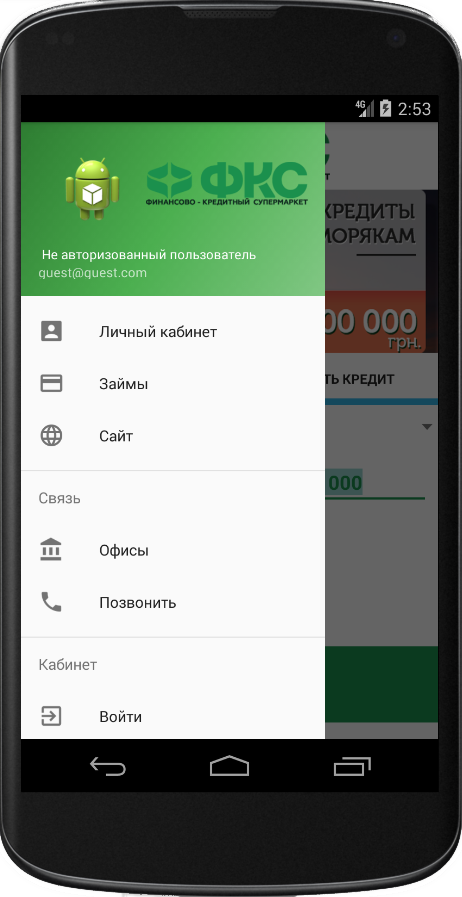 4G 2:53
ФКС
ФИНАНСОВО - КРЕДИТНЫЙ СУПЕРМАРКЕТ
Не авторизованный пользователь
quest@quest.com
КРЕДИТЫ
МОРЯКАМ
00 000
грн.
Личный кабинет
Займы
ТЬ КРЕДИТ
Сайт
000
Связь
Офисы
Позвонить
Кабинет
Войти